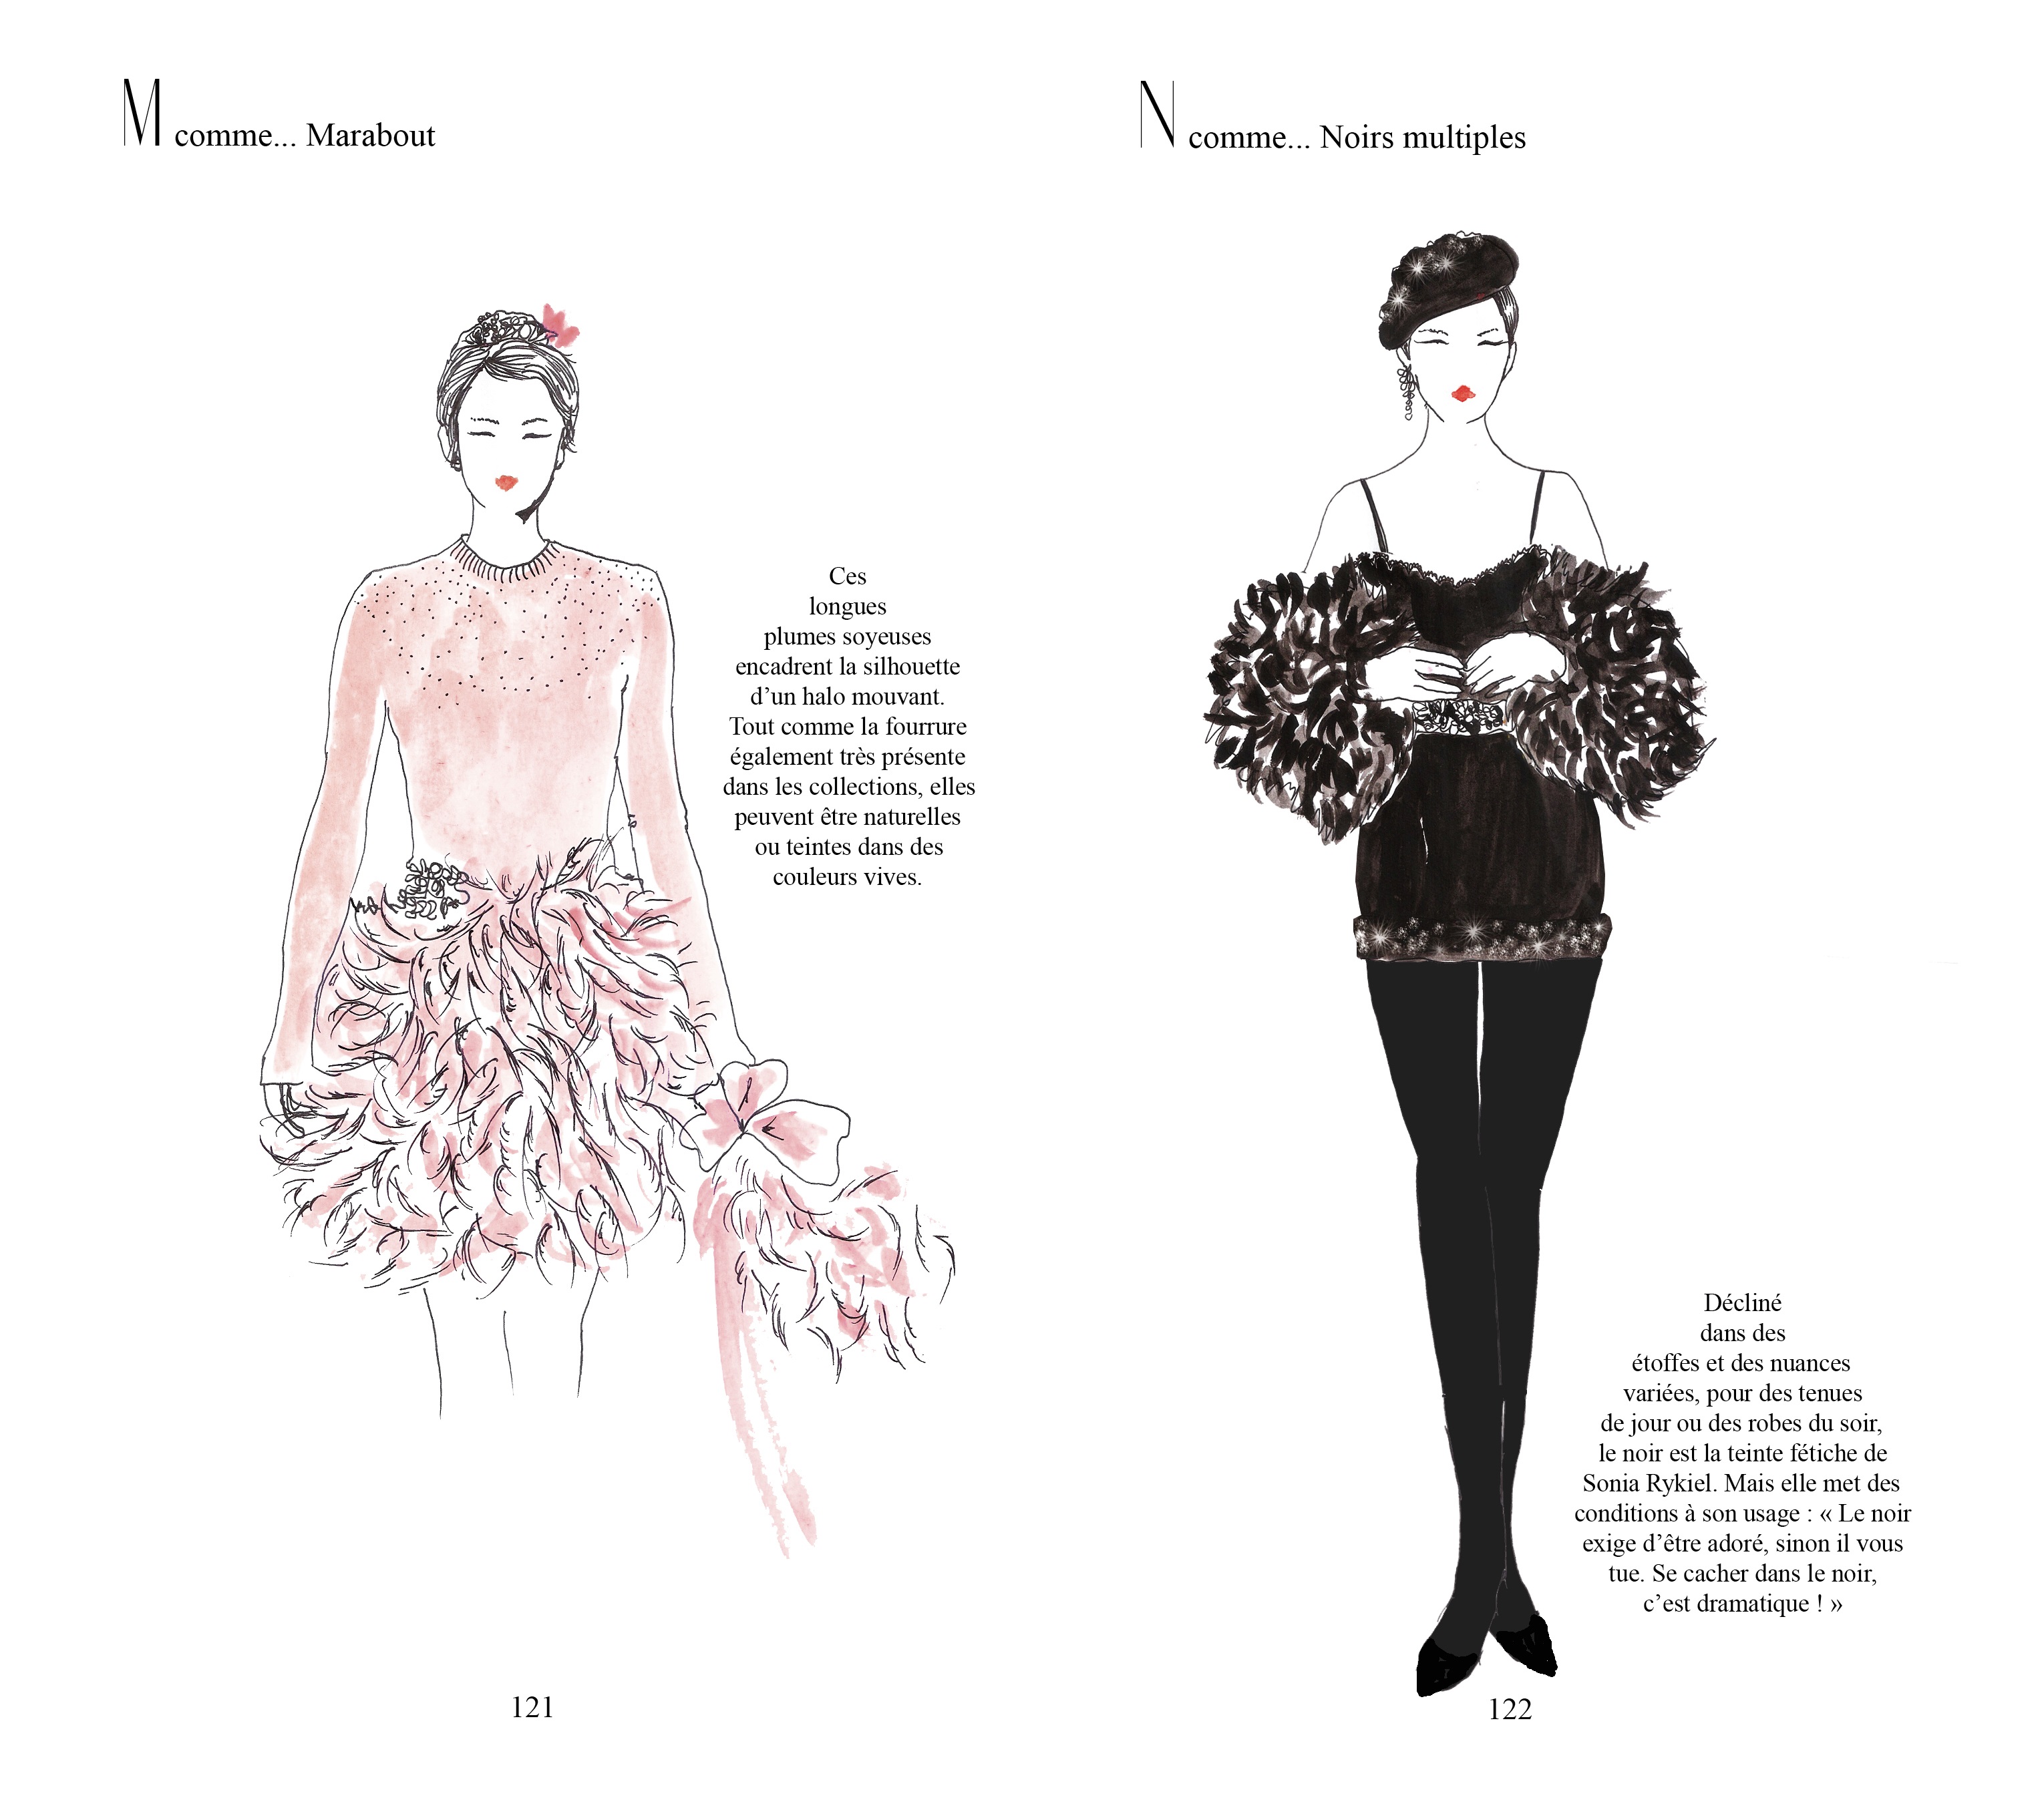 M comme... Marabout
Ces
longues
plumes soyeuses
encadrent la silhouette
d’un halo mouvant.
Tout comme la fourrure
également très présente
dans les collections, elles
peuvent être naturelles
ou teintes dans des
couleurs vives.
121
N comme... Noirs multiples
Décliné
dans des
étoffes et des nuances
variées, pour des tenues
de jour ou des robes du soir,
le noir est la teinte fétiche de
Sonia Rykiel. Mais elle met des
conditions à son usage : « Le noir
exige d’être adoré, sinon il vous
tue. Se cacher dans le noir,
c’est dramatique ! »
122